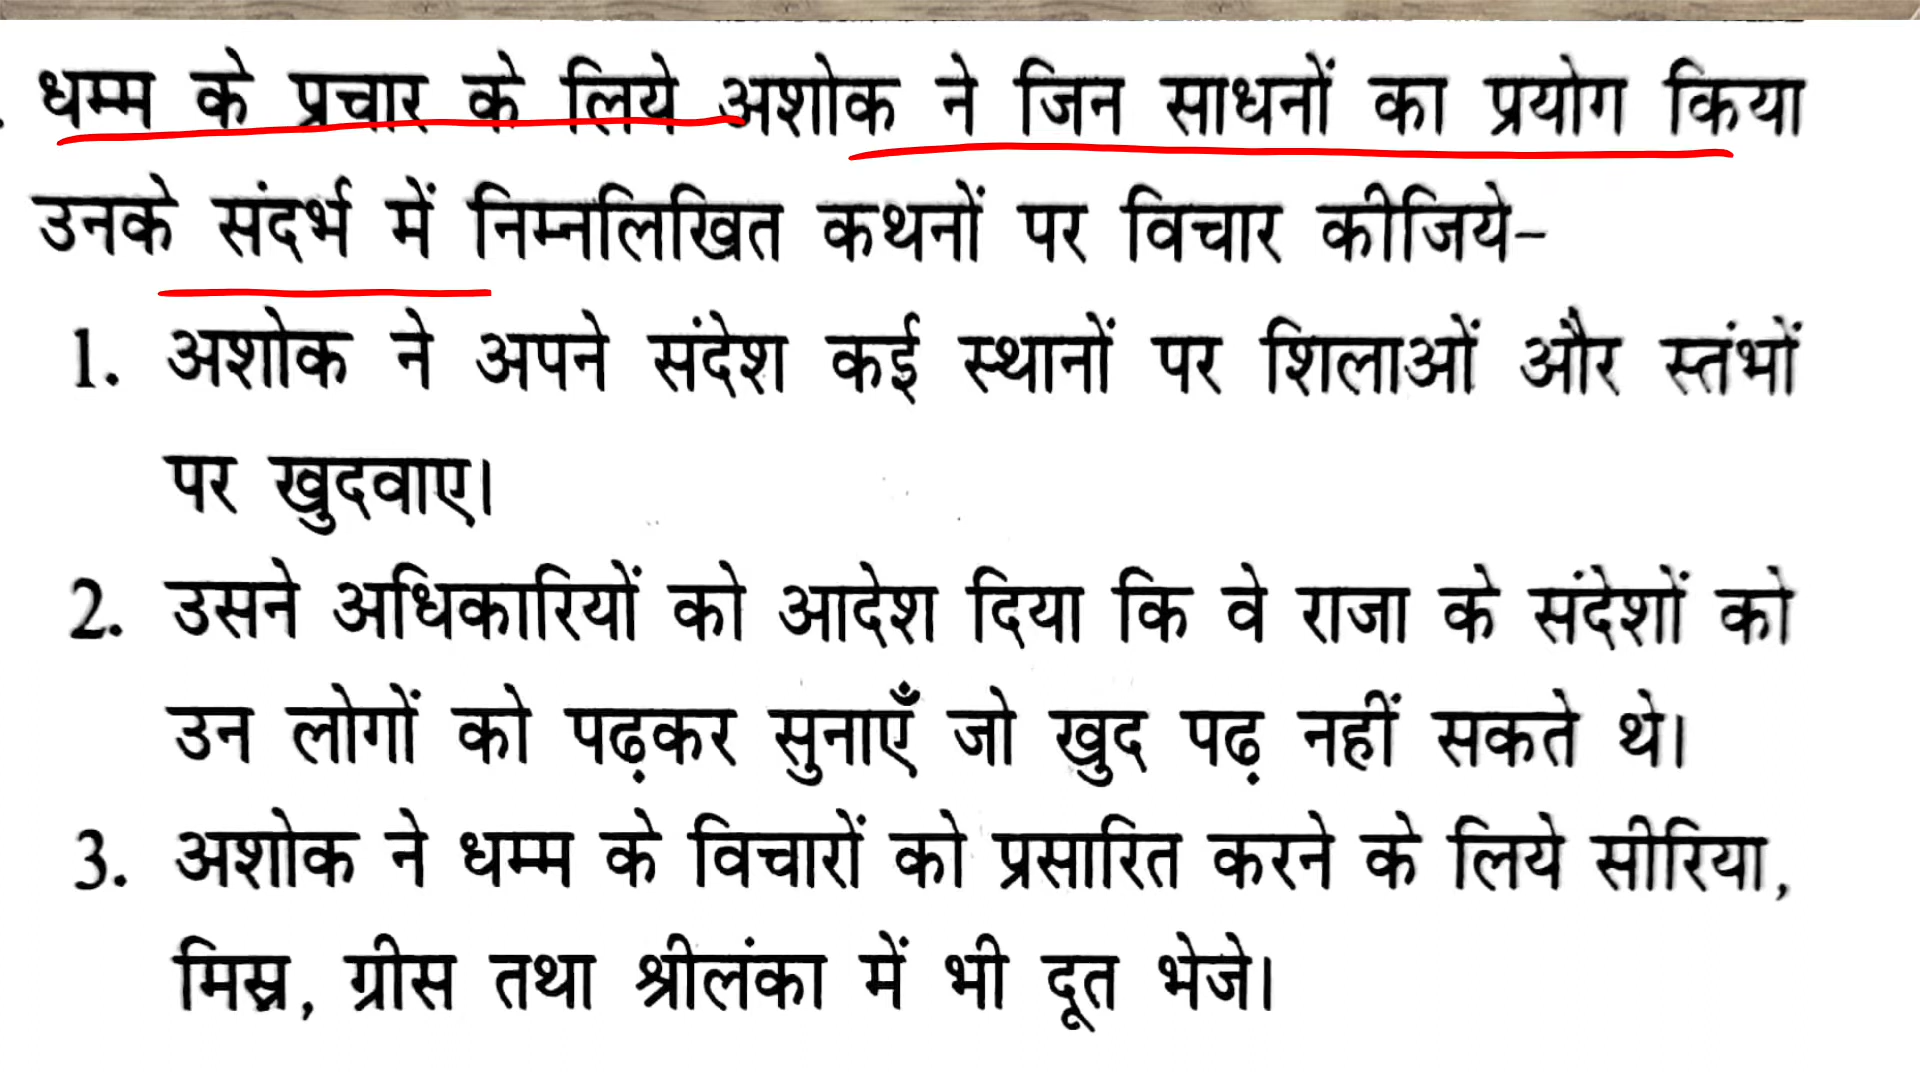 धम्म के प्रचार के लिये अशोक ने जिन साधनों का प्रयोग किया
उनके संदर्भ में निम्नलिखित कथनों पर विचार कीजिये–
1. अशोक ने अपने संदेश कई स्थानों पर शिलाओं और स्तंभों
पर खुदवाए।
2. उसने अधिकारियों को आदेश दिया कि वे राजा के संदेशों को
उन लोगों को पढ़कर सुनाएँ जो खुद पढ़ नहीं सकते थे।
3. अशोक ने धम्म के विचारों को प्रसारित करने के लिये सीरिया,
मिस्र, ग्रीस तथा श्रीलंका में भी दूत भेजे।